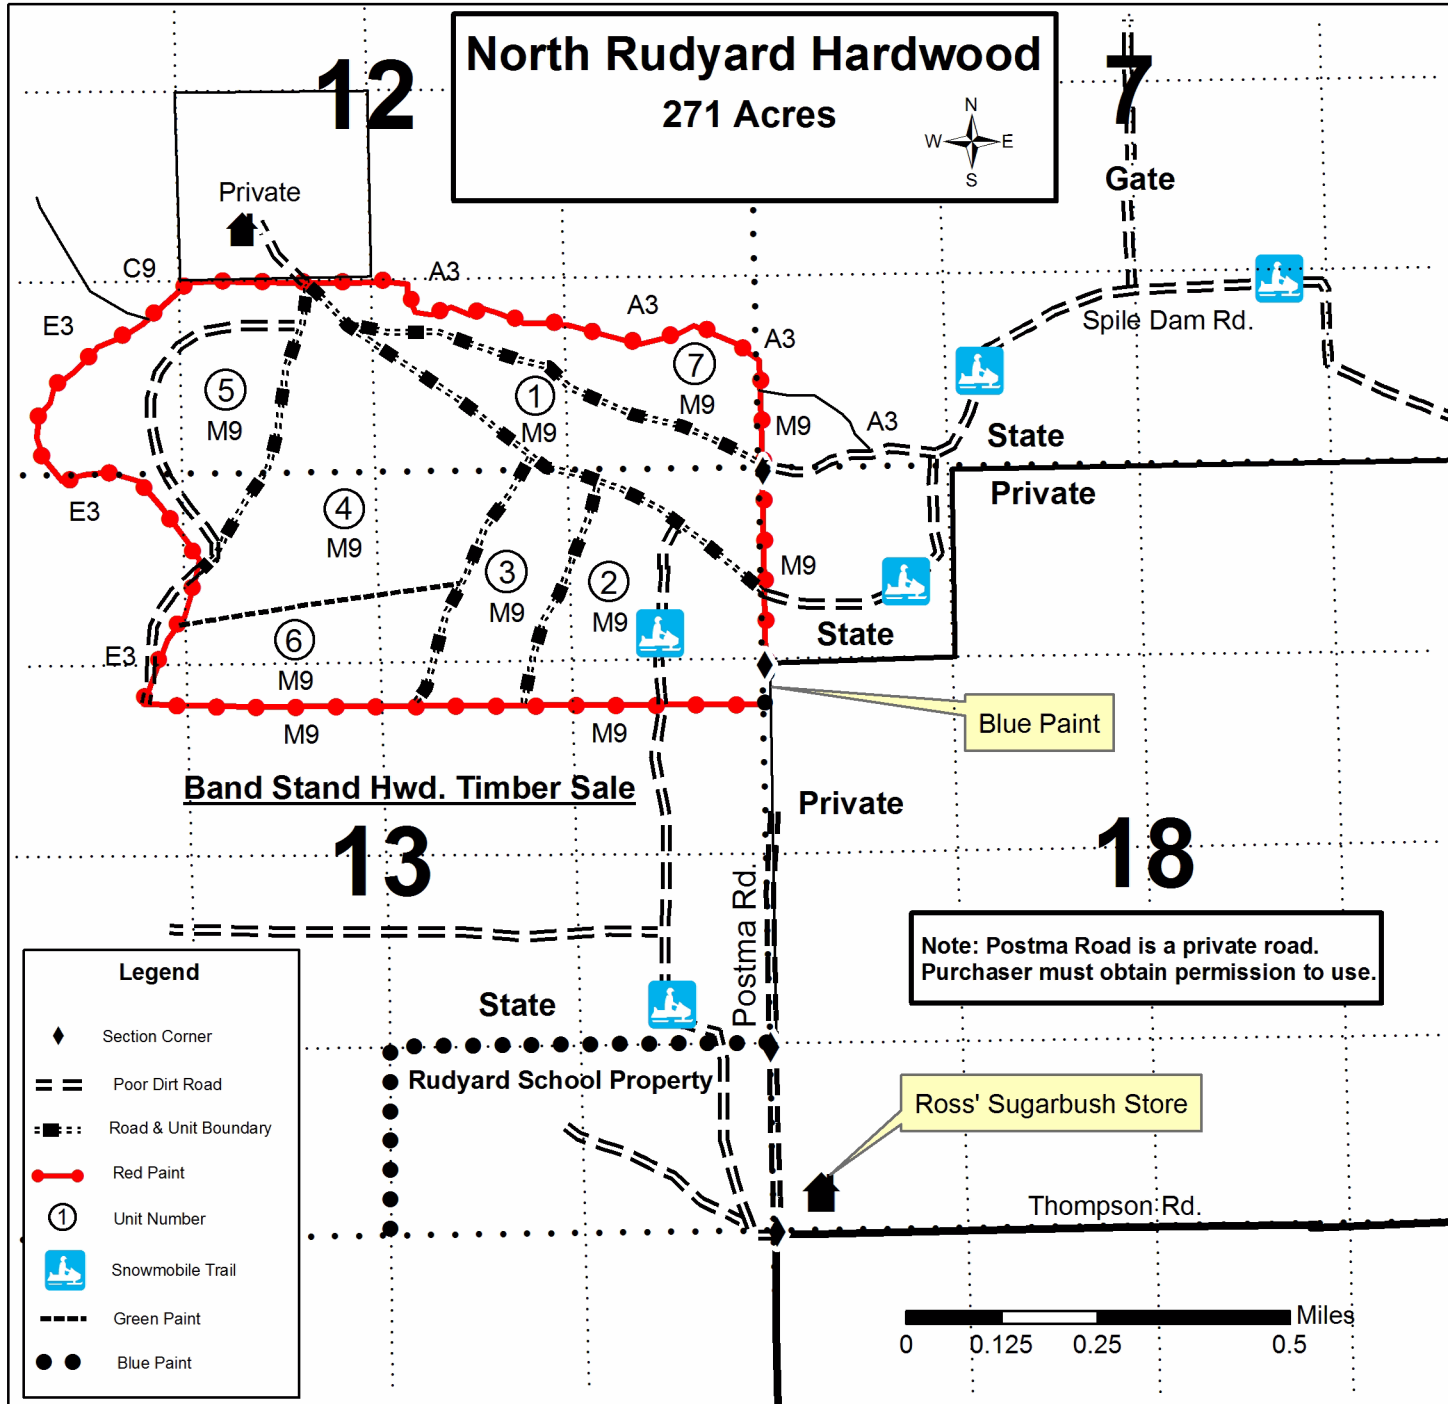 North Rudyard Hardwood
271 Acres
N
W E
S
12
7
Gate
Private
C9
A3
A3
A3
E3
Spile Dam Rd.
7
M9
5
M9
1
M9
M9
A3
State
Private
E3
4
M9
3
M9
2
M9
M9
State
6
M9
E3
M9
M9
Blue Paint
Band Stand Hwd. Timber Sale
Private
13
18
Postma Rd.
Note: Postma Road is a private road.
Purchaser must obtain permission to use.
State
Rudyard School Property
Ross' Sugarbush Store
Thompson Rd.
Miles
0 0.125 0.25 0.5
Legend
Section Corner
Poor Dirt Road
Road & Unit Boundary
Red Paint
1 Unit Number
Snowmobile Trail
Green Paint
Blue Paint